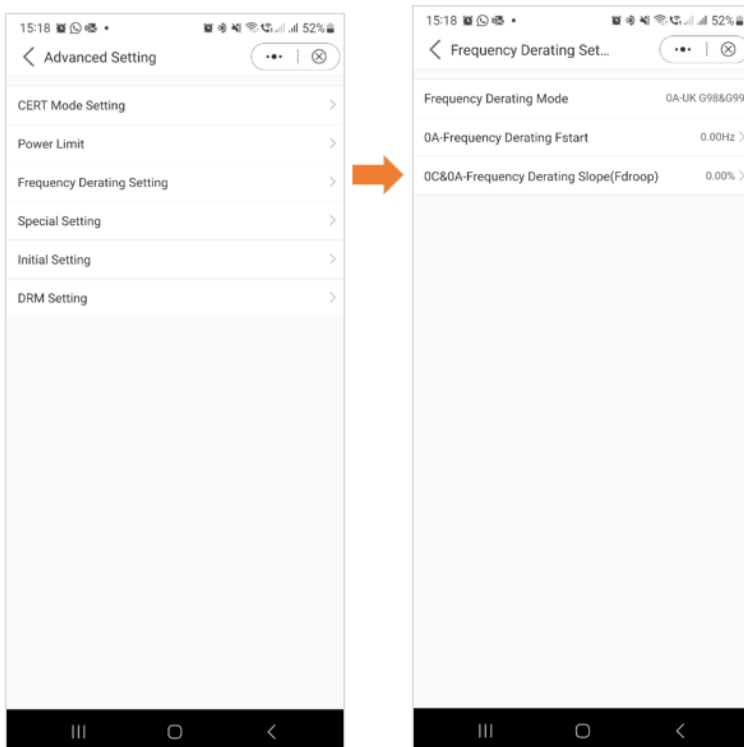 15:18 52%
Advanced Setting
CERT Mode Setting
Power Limit
Frequency Derating Setting
Special Setting
Initial Setting
DRM Setting
15:18 52%
Frequency Derating Set...
Frequency Derating Mode 0A-UK G98&G99
0A-Frequency Derating Fstart 0.00Hz
0C&0A-Frequency Derating Slope(Fdroop) 0.00%